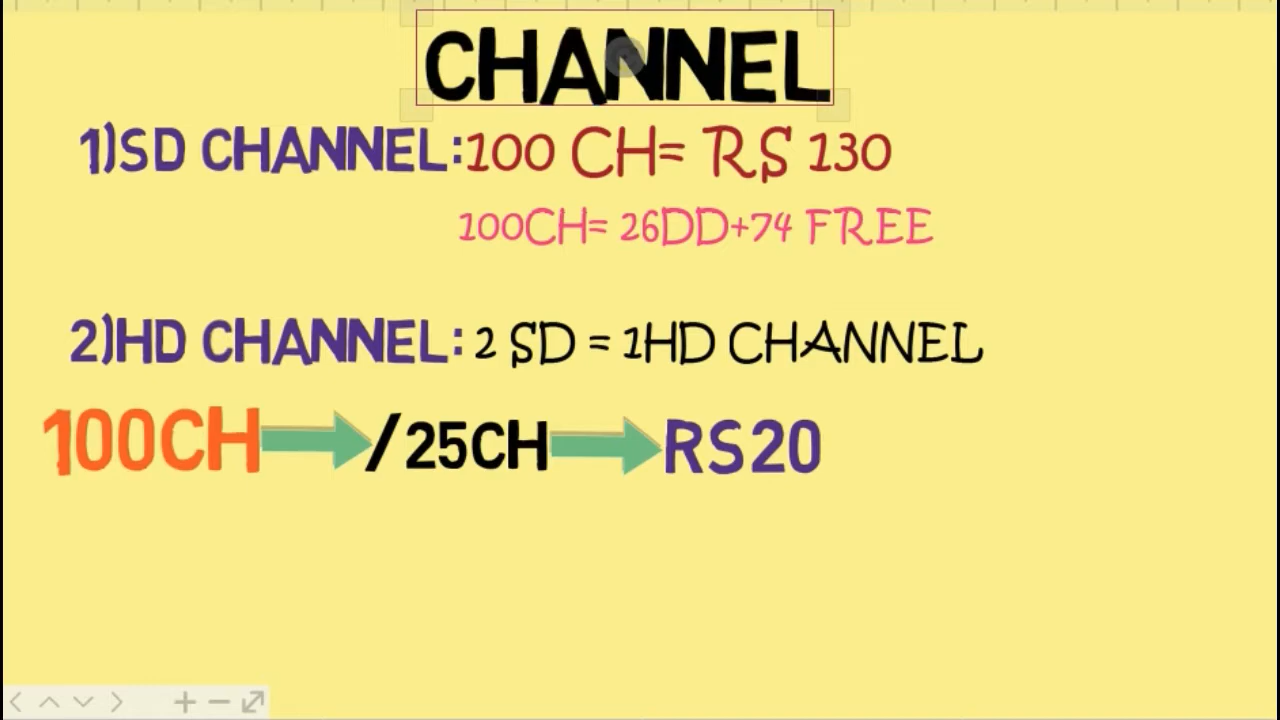 CHANNEL
1)SD CHANNEL:100 CH= RS 130
100CH= 26DD+74 FREE
2)HD CHANNEL: 2 SD = 1HD CHANNEL
100CH /25CH RS20